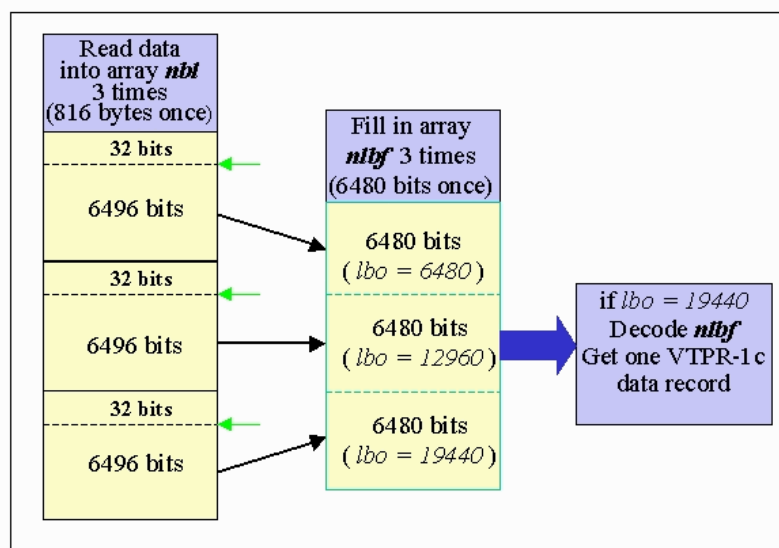 Read data
into array nbt
3 times
(816 bytes once)
32 bits
6496 bits
32 bits
6496 bits
32 bits
6496 bits
Fill in array
nlbf 3 times
(6480 bits once)
6480 bits
( lbo = 6480 )
6480 bits
( lbo = 12960 )
6480 bits
( lbo = 19440 )
if lbo = 19440
Decode nlbf
Get one VTPR-1c
data record